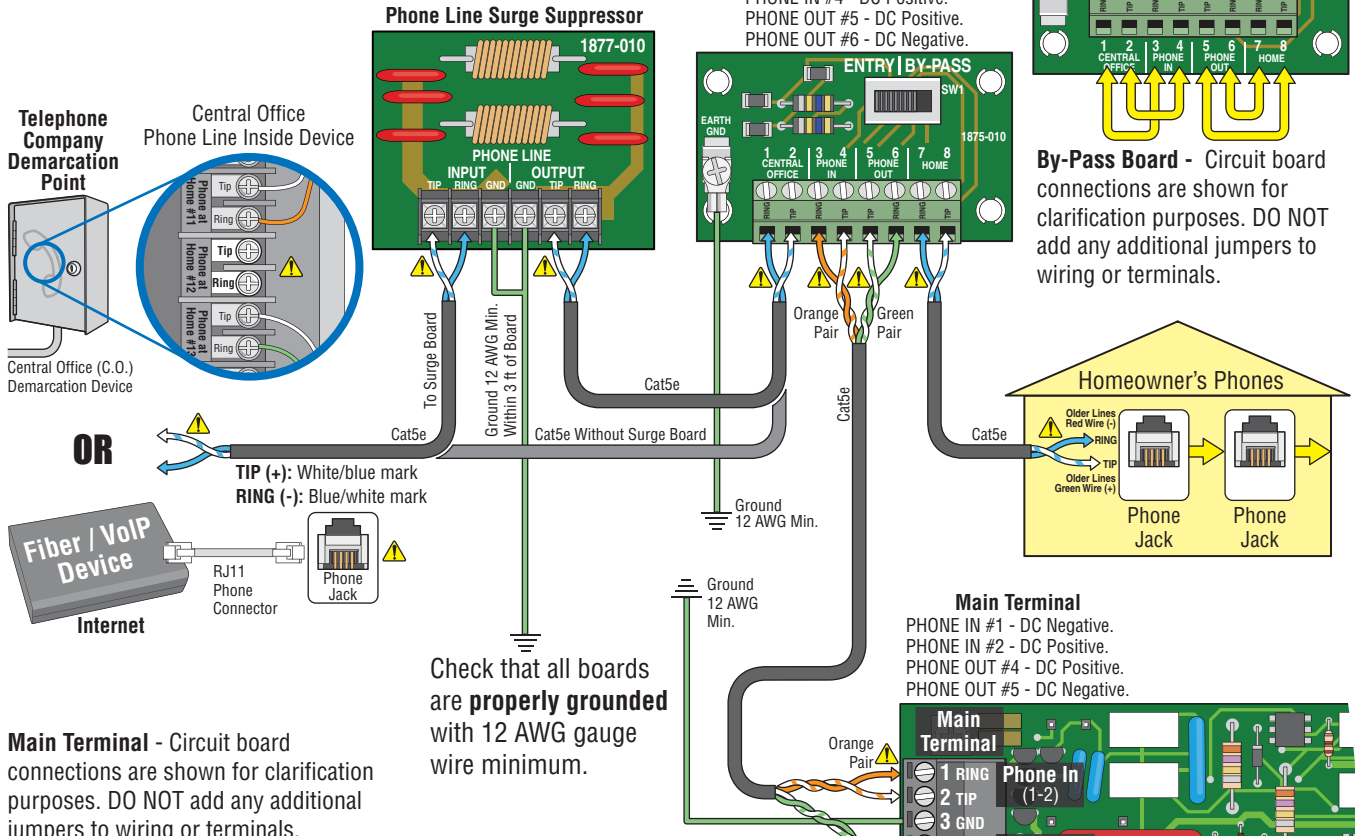 Phone Line Surge Suppressor
1877-010
PHONE LINE
INPUT OUTPUT
TIP RING GND GND TIP RING
PHONE OUT #5 - DC Positive.
PHONE OUT #6 - DC Negative.
ENTRY BY-PASS
SW1
EARTH
GND
1875-010
1 2 3 4 5 6 7 8
CENTRAL
OFFICE
PHONE
IN
PHONE
OUT
HOME
RING TIP RING TIP TIP RING RING TIP
1 2 3 4 5 6 7 8
CENTRAL
OFFICE
PHONE
IN
PHONE
OUT
HOME
By-Pass Board - Circuit board
connections are shown for
clarification purposes. DO NOT
add any additional jumpers to
wiring or terminals.
Telephone
Company
Demarcation
Point
Central Office
Phone Line Inside Device
Phone at
Home #11
Tip
Ring
Phone at
Home #12
Tip
Ring
Phone at
Home #13
Tip
Ring
Central Office (C.O.)
Demarcation Device
To Surge Board
Ground 12 AWG Min.
Within 3 ft of Board
Cat5e
Orange
Pair
Green
Pair
Cat5e
OR
Cat5e
Cat5e Without Surge Board
Cat5e
TIP (+): White/blue mark
RING (-): Blue/white mark
Homeowner's Phones
Older Lines
Red Wire (-)
RING
TIP
Older Lines
Green Wire (+)
Phone
Jack
Phone
Jack
Fiber / VoIP
Device
Internet
RJ11
Phone
Connector
Phone
Jack
Ground
12 AWG Min.
Ground
12 AWG
Min.
Check that all boards
are properly grounded
with 12 AWG gauge
wire minimum.
Main Terminal
PHONE IN #1 - DC Negative.
PHONE IN #2 - DC Positive.
PHONE OUT #4 - DC Positive.
PHONE OUT #5 - DC Negative.
Main Terminal - Circuit board
connections are shown for clarification
purposes. DO NOT add any additional
jumpers to wiring or terminals.
Orange
Pair
Main
Terminal
1 RING
2 TIP
3 GND
Phone In
(1-2)